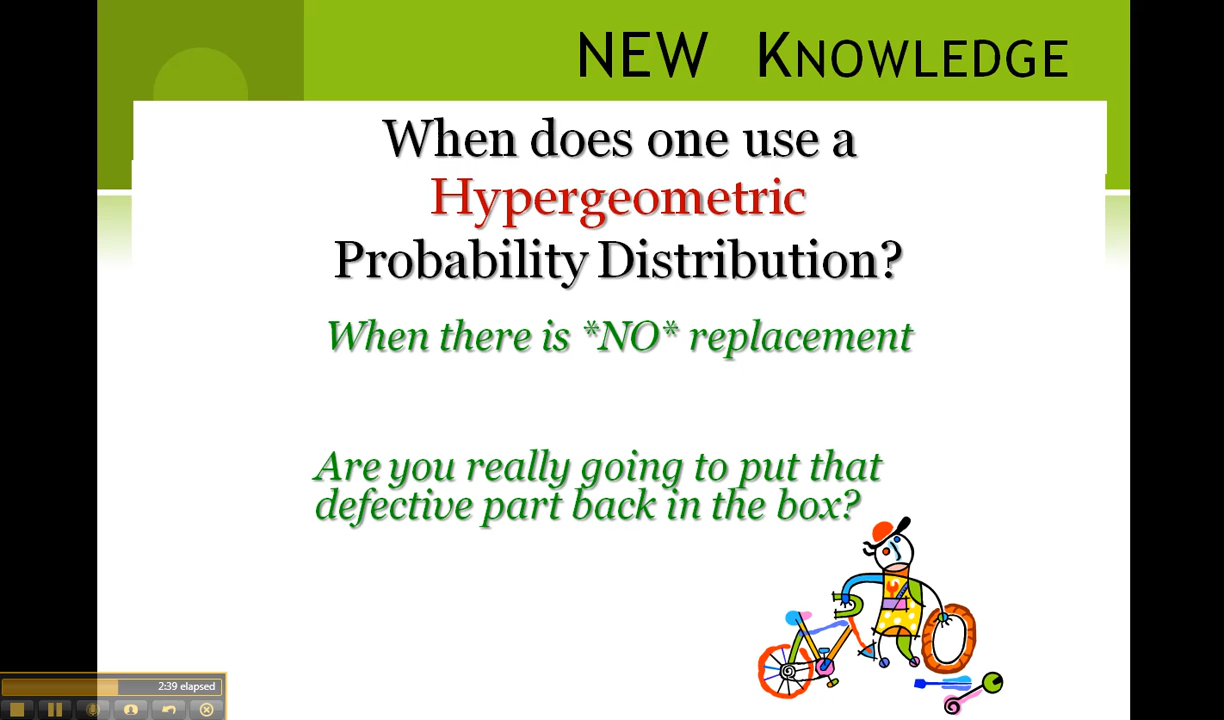 NEW KNOWLEDGE
When does one use a
Hypergeometric
Probability Distribution?
When there is *NO* replacement
Are you really going to put that
defective part back in the box?
2:39 elapsed